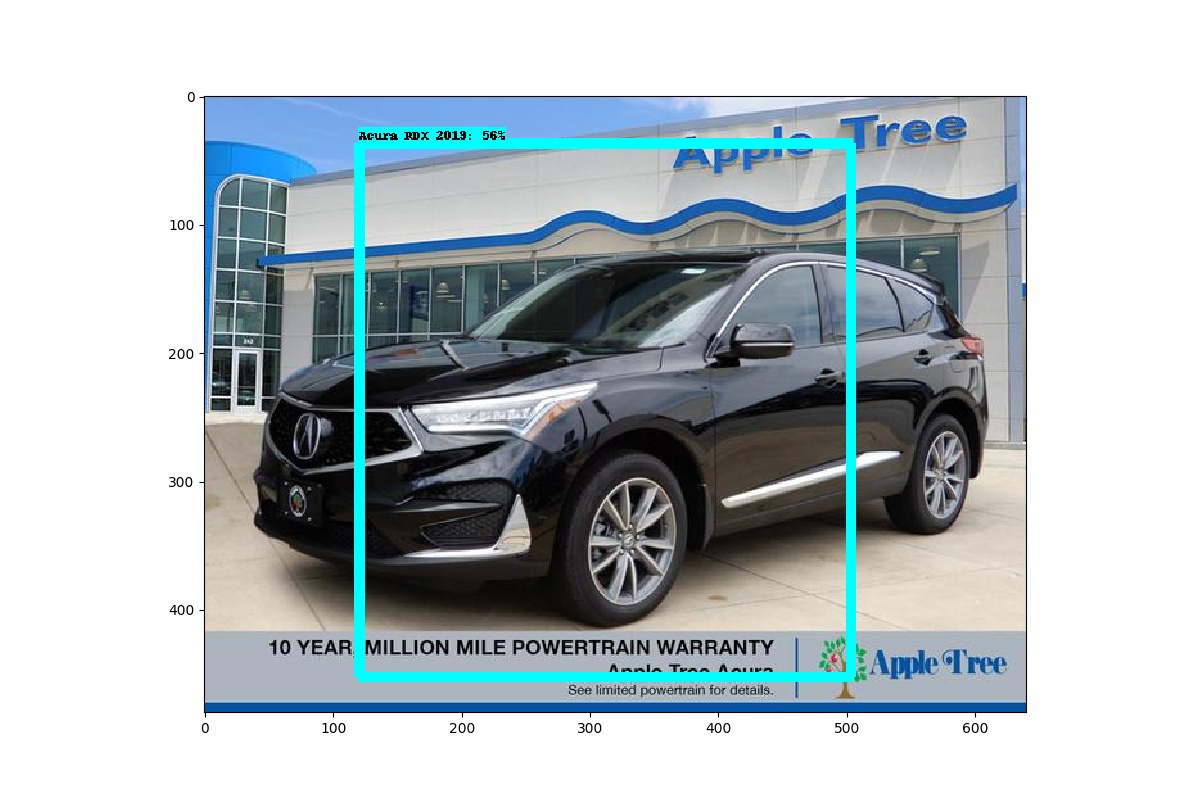 0
Acura RDX 2019: 56%
Apple Tree
100
200
300
400
10 YEAR/MILLION MILE POWERTRAIN WARRANTY
Apple Tree Acura
See limited powertrain for details.
Apple Tree
0 100 200 300 400 500 600